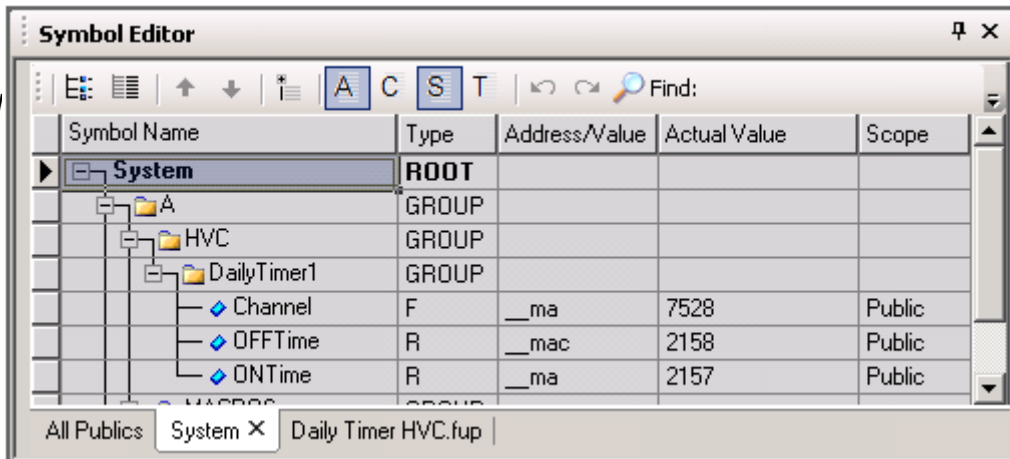 Symbol Editor
A C S T Find:
Symbol Name Type Address/Value Actual Value Scope
System ROOT
A GROUP
HVC GROUP
DailyTimer1 GROUP
Channel F __ma 7528 Public
OFFTime R __mac 2158 Public
ONTime R __ma 2157 Public
All Publics System Daily Timer HVC.fup